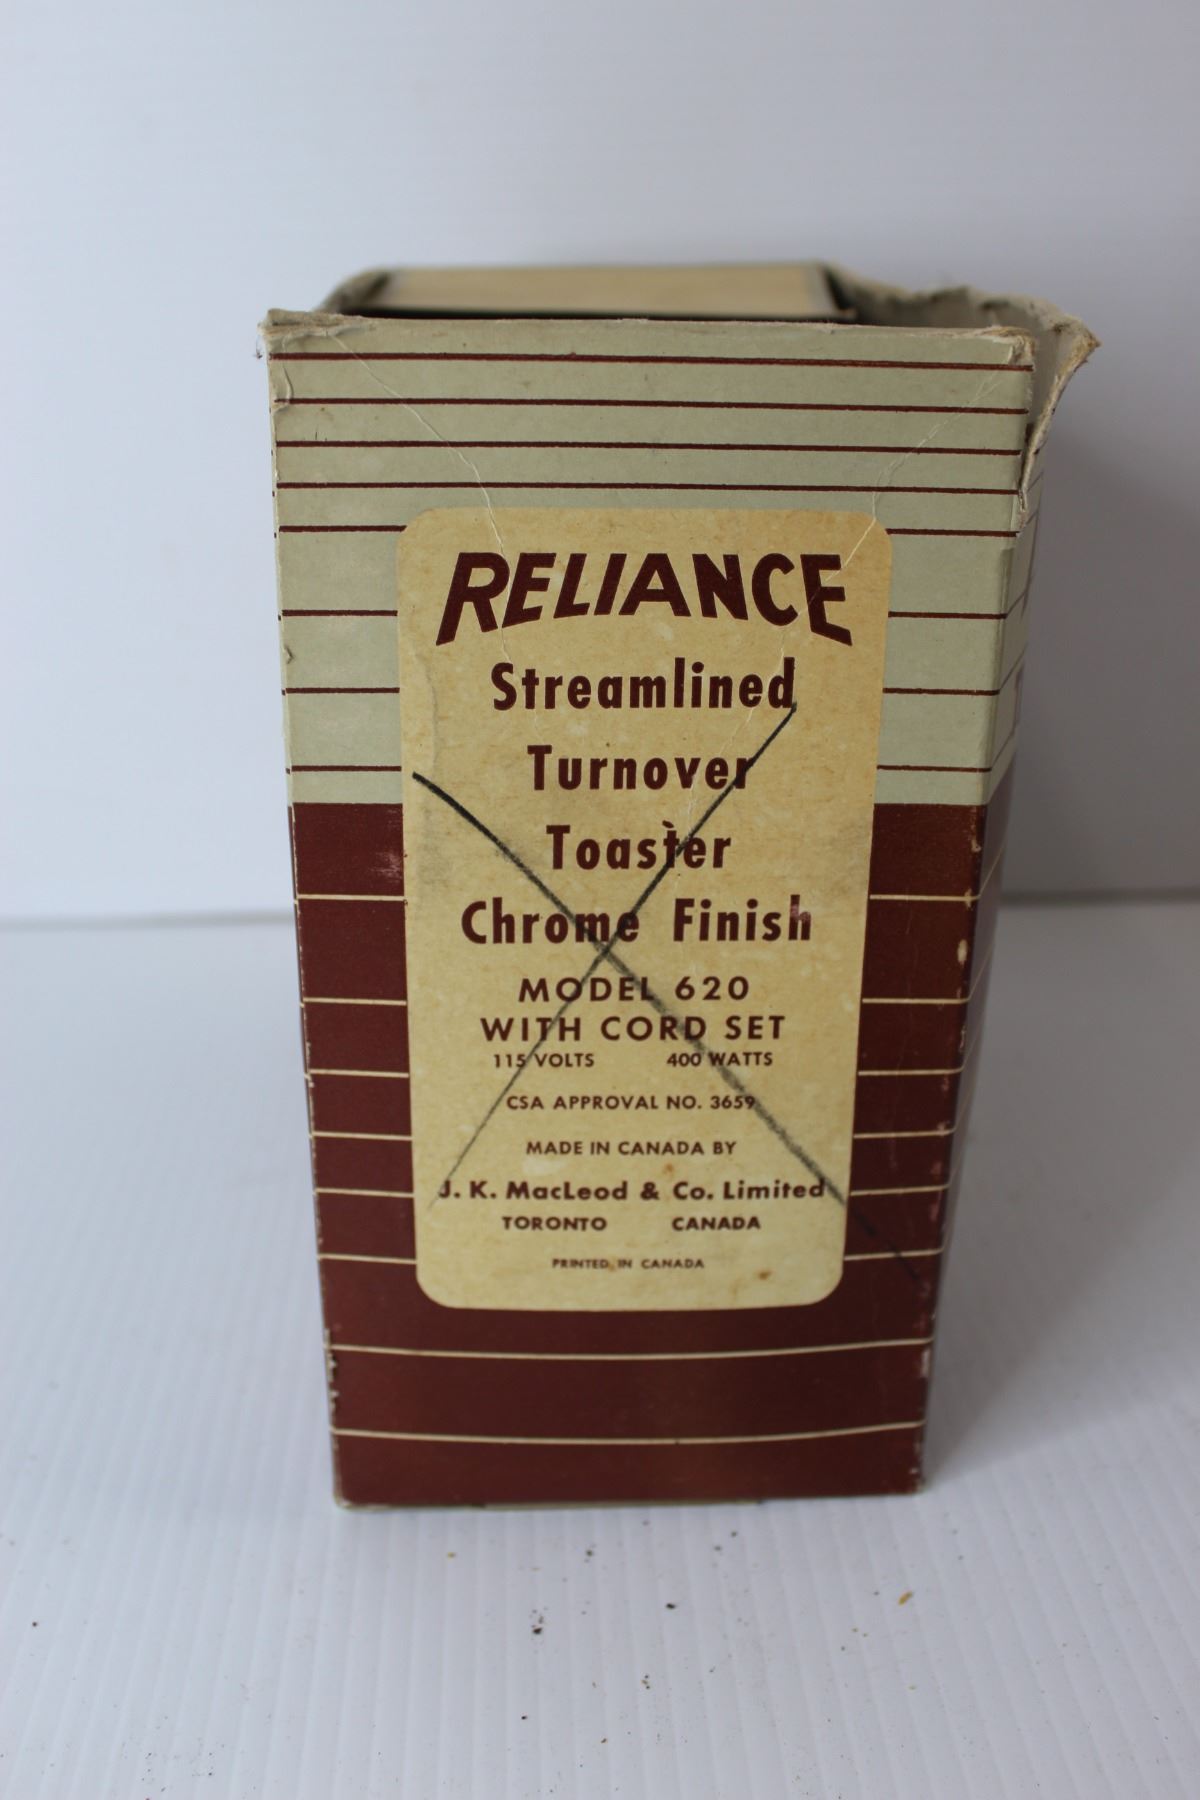 RELIANCE
Streamlined
Turnover
Toaster
Chrome Finish
MODEL 620
WITH CORD SET
115 VOLTS 400 WATTS
CSA APPROVAL NO. 3659
MADE IN CANADA BY
J. K. MacLeod & Co. Limited
TORONTO CANADA
PRINTED IN CANADA